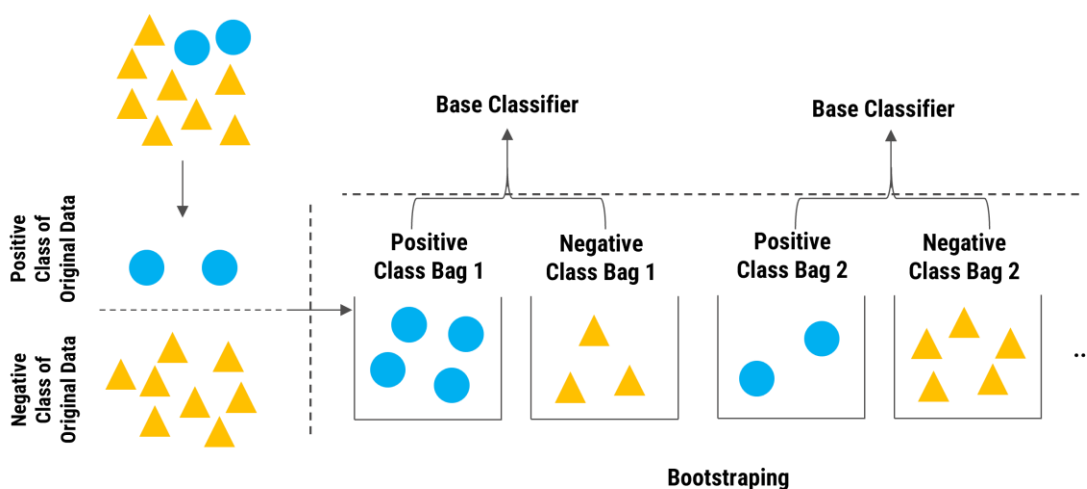 Base Classifier
Base Classifier
Positive
Class of
Original Data
Positive
Class Bag 1
Negative
Class Bag 1
Positive
Class Bag 2
Negative
Class Bag 2
Negative
Class of
Original Data
..
Bootstraping